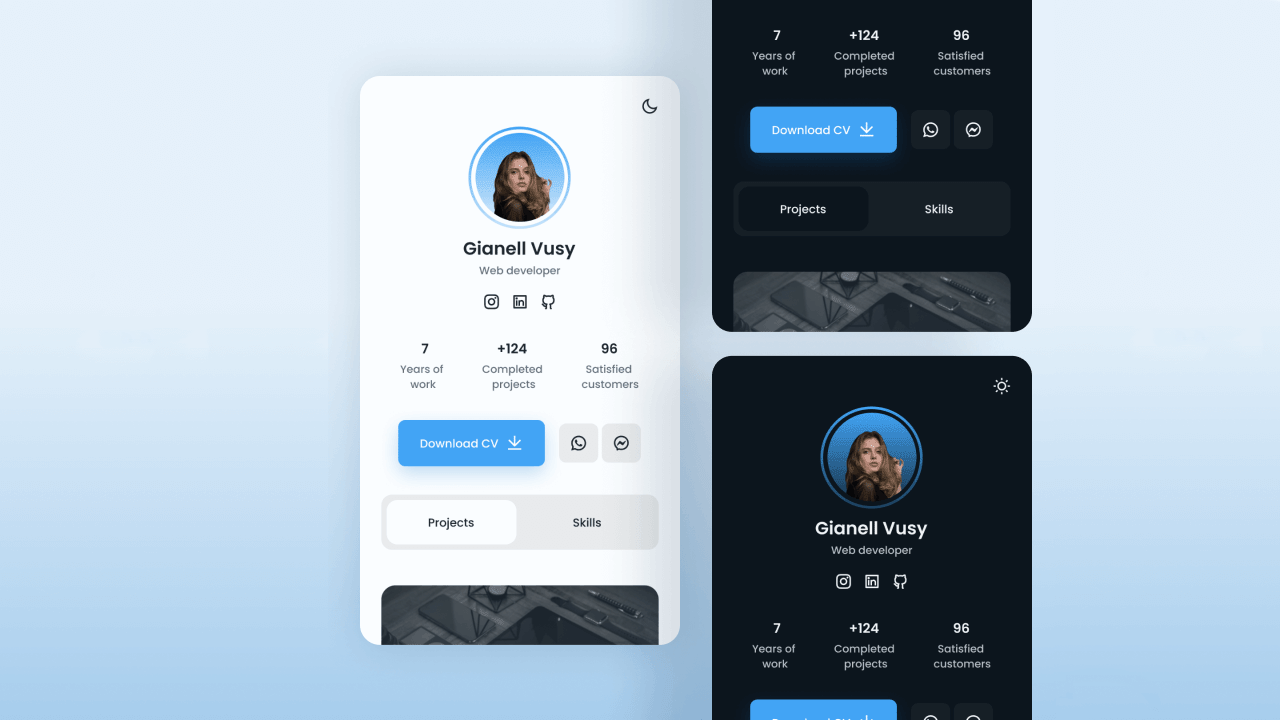 Gianell Vusy
Web developer
7
Years of
work
+124
Completed
projects
96
Satisfied
customers
Download CV
Projects
Skills
7
Years of
work
+124
Completed
projects
96
Satisfied
customers
Download CV
Projects
Skills
Gianell Vusy
Web developer
7
Years of
work
+124
Completed
projects
96
Satisfied
customers